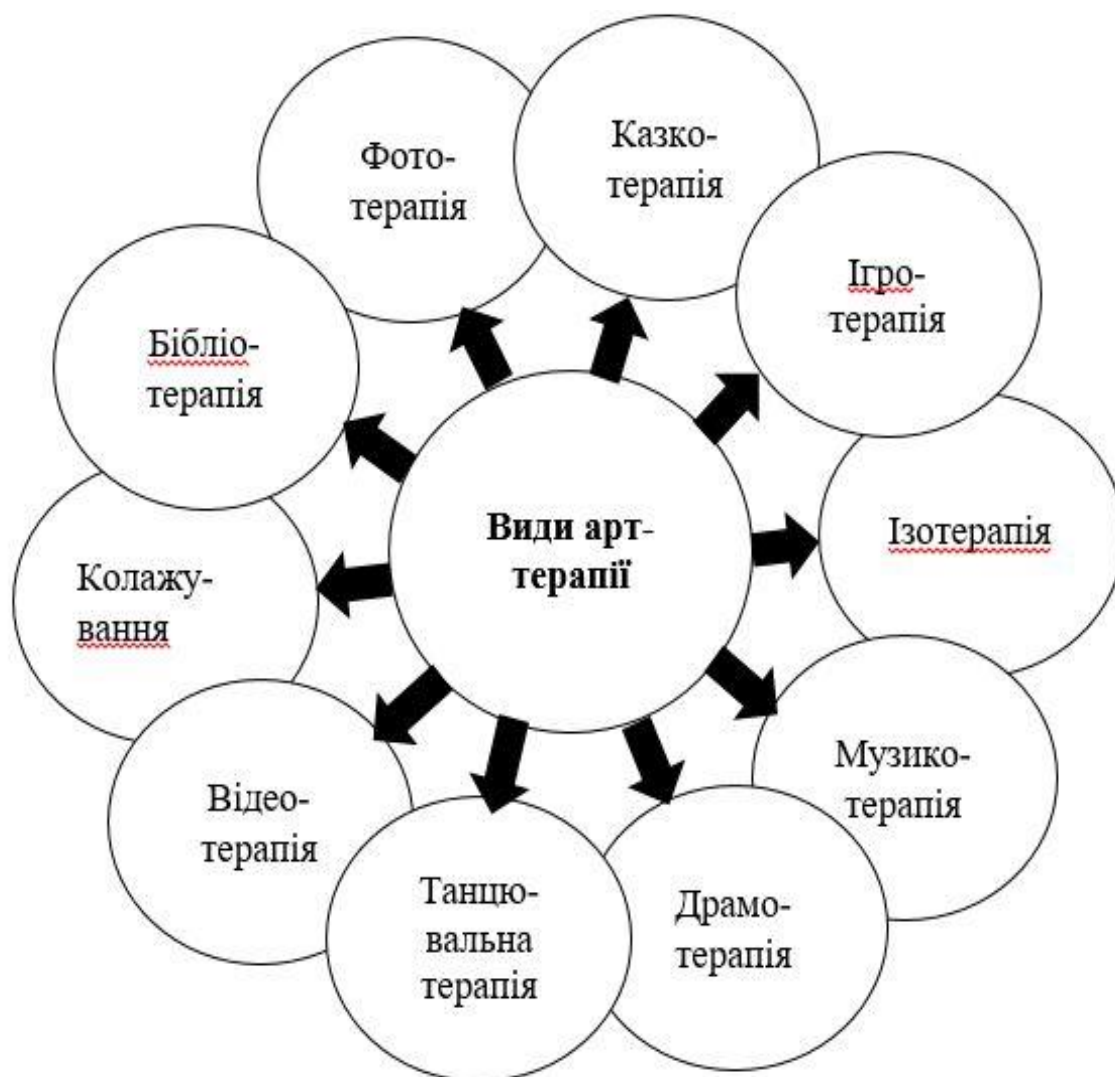 Види арт-
терапії
Фото-
терапія
Казко-
терапія
Ігро-
терапія
Ізотерапія
Музико-
терапія
Драмо-
терапія
Танцю-
вальна
терапія
Відео-
терапія
Колажу-
вання
Бібліо-
терапія